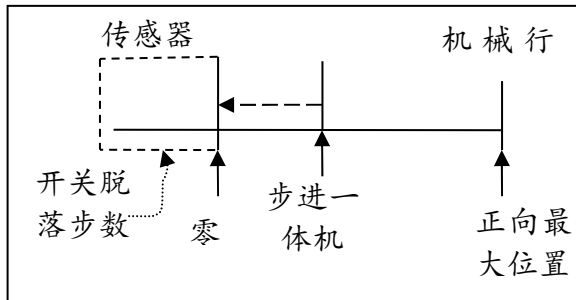 传感器
机械行
开关脱
落步数
零
步进一
体机
正向最
大位置